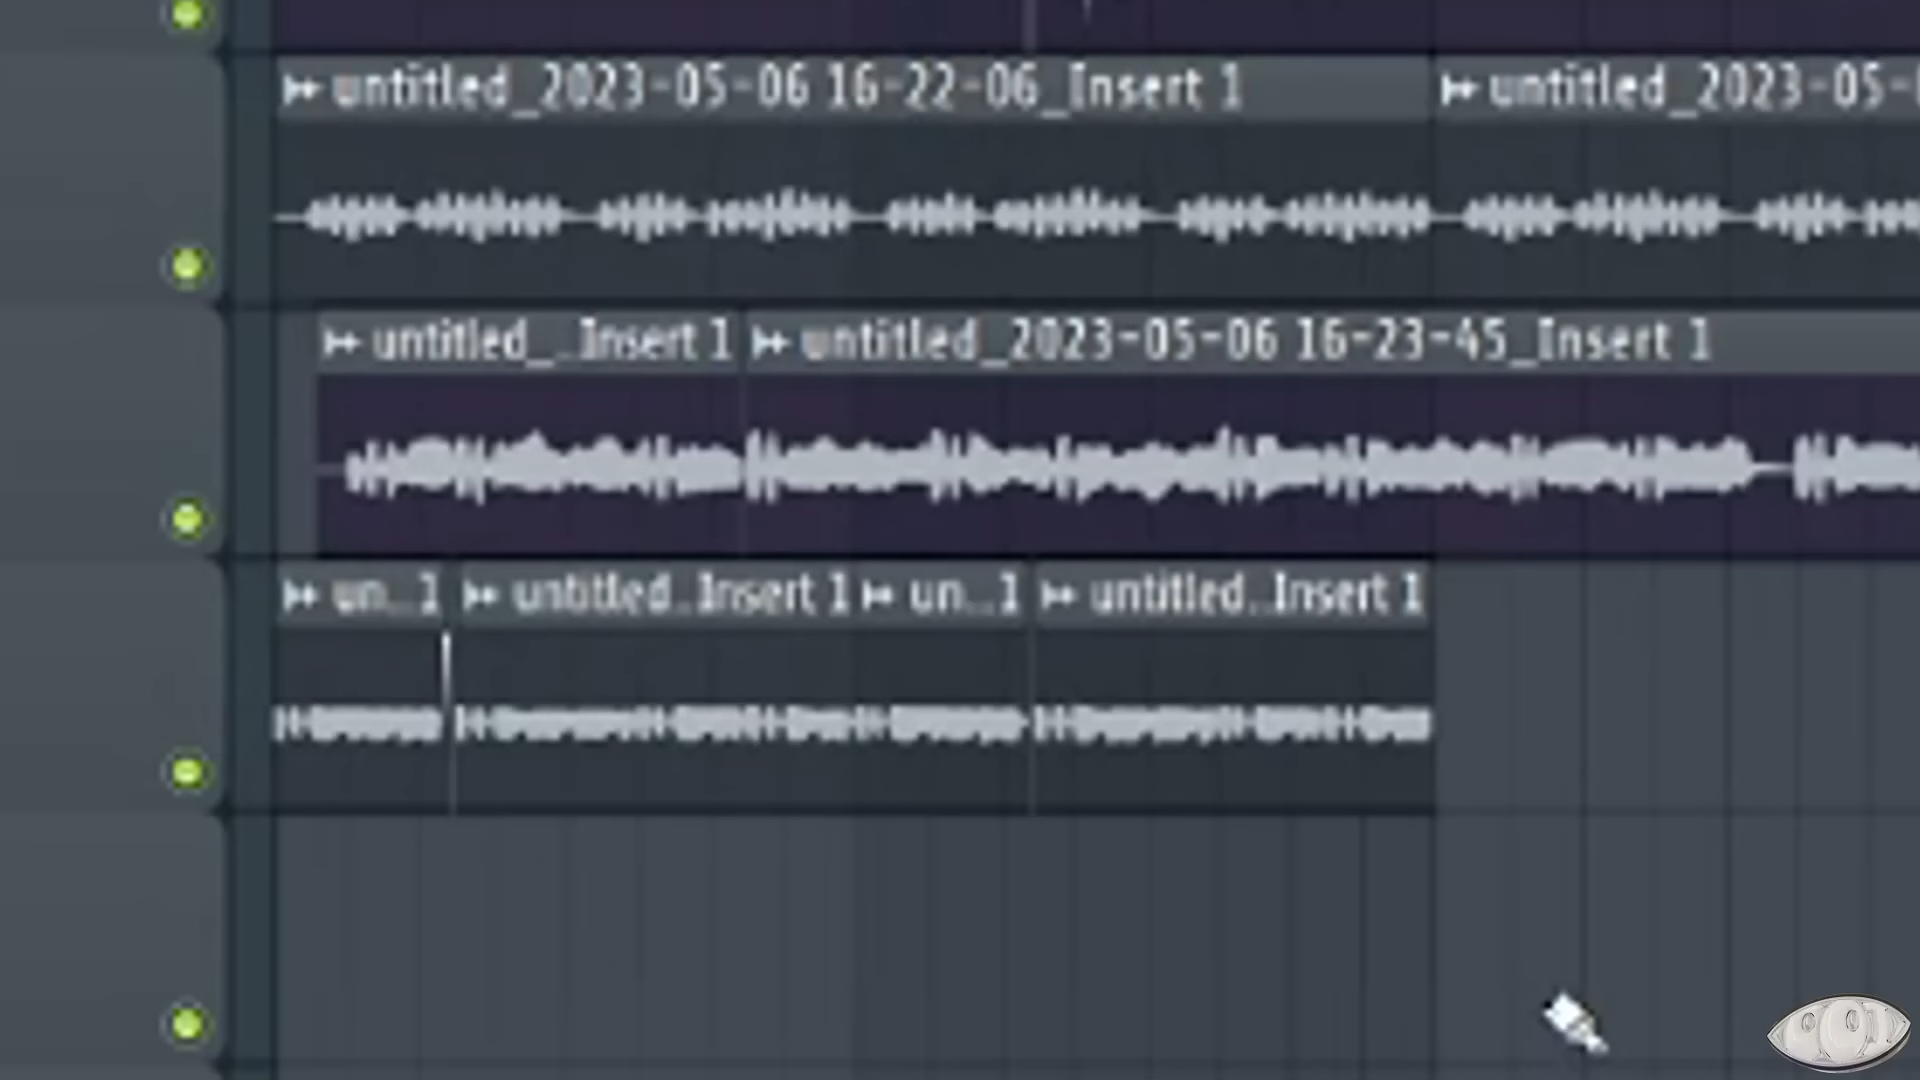 untitled_2023-05-06 16-22-06_Insert 1 untitled_2023-05-
untitled_..Insert 1 untitled_2023-05-06 16-23-45_Insert 1
un...1 untitled..Insert 1 un...1 untitled..Insert 1